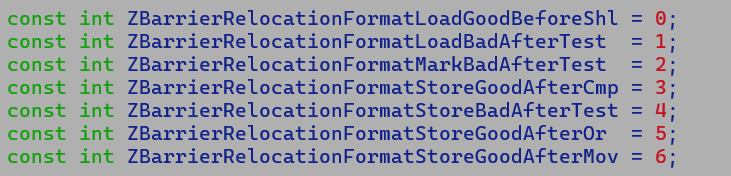 const int ZBarrierRelocationFormatLoadGoodBeforeShl = 0;
const int ZBarrierRelocationFormatLoadBadAfterTest  = 1;
const int ZBarrierRelocationFormatMarkBadAfterTest  = 2;
const int ZBarrierRelocationFormatStoreGoodAfterCmp = 3;
const int ZBarrierRelocationFormatStoreBadAfterTest = 4;
const int ZBarrierRelocationFormatStoreGoodAfterOr  = 5;
const int ZBarrierRelocationFormatStoreGoodAfterMov = 6;